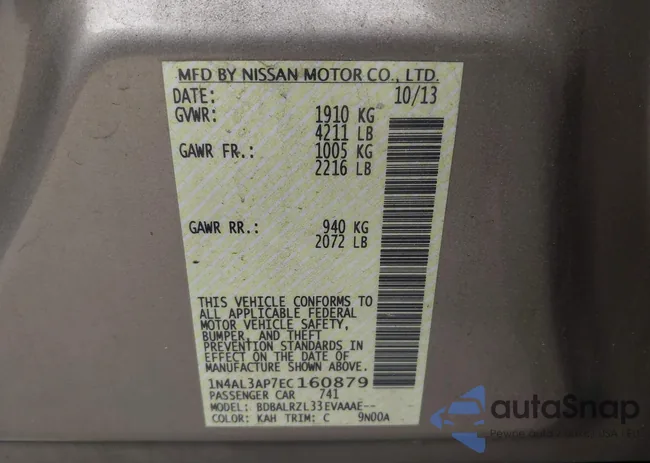 MFD BY NISSAN MOTOR CO., LTD.
DATE: 10/13
GVWR: 1910 KG
4211 LB
GAWR FR.: 1005 KG
2216 LB
GAWR RR.: 940 KG
2072 LB
THIS VEHICLE CONFORMS TO
ALL APPLICABLE FEDERAL
MOTOR VEHICLE SAFETY,
BUMPER, AND THEFT
PREVENTION STANDARDS IN
EFFECT ON THE DATE OF
MANUFACTURE SHOWN ABOVE.
1N4AL3AP7EC160879
PASSENGER CAR 741
MODEL: BDBALRZL33EVAAAE--
COLOR: KAH TRIM: C 9N00A
autoSnap